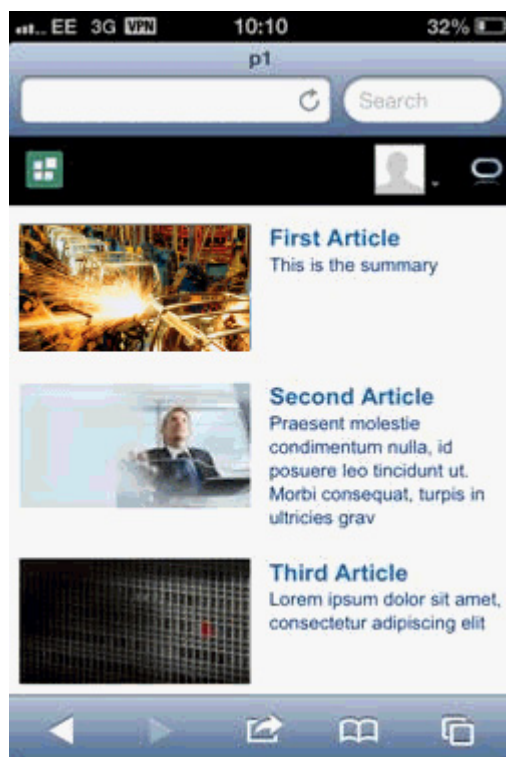 EE 3G VPN 10:10 32%
p1
Search
First Article
This is the summary
Second Article
Praesent molestie
condimentum nulla, id
posuere leo tincidunt ut.
Morbi consequat, turpis in
ultricies grav
Third Article
Lorem ipsum dolor sit amet,
consectetur adipiscing elit